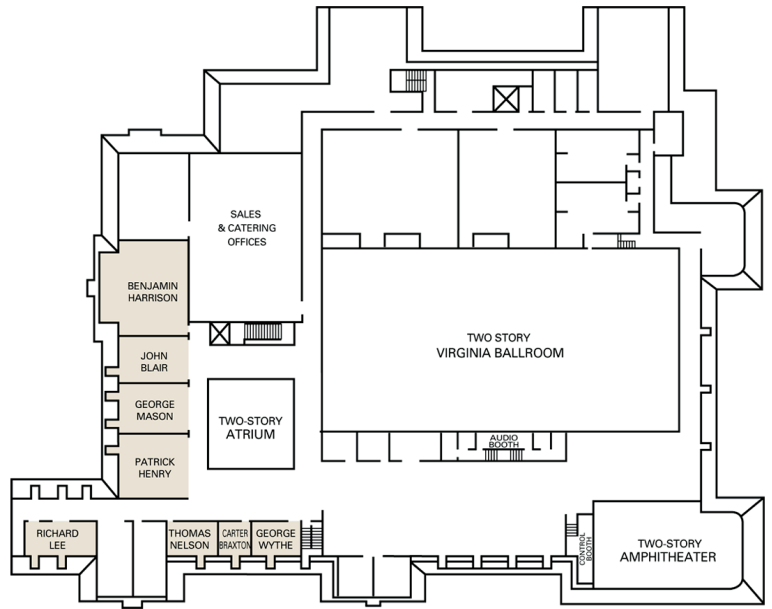 SALES
& CATERING
OFFICES
BENJAMIN
HARRISON
TWO STORY
VIRGINIA BALLROOM
JOHN
BLAIR
GEORGE
MASON
TWO-STORY
ATRIUM
AUDIO
BOOTH
PATRICK
HENRY
RICHARD
LEE
THOMAS
NELSON
CARTER
BRAXTON
GEORGE
WYTHE
CONTROL
BOOTH
TWO-STORY
AMPHITHEATER